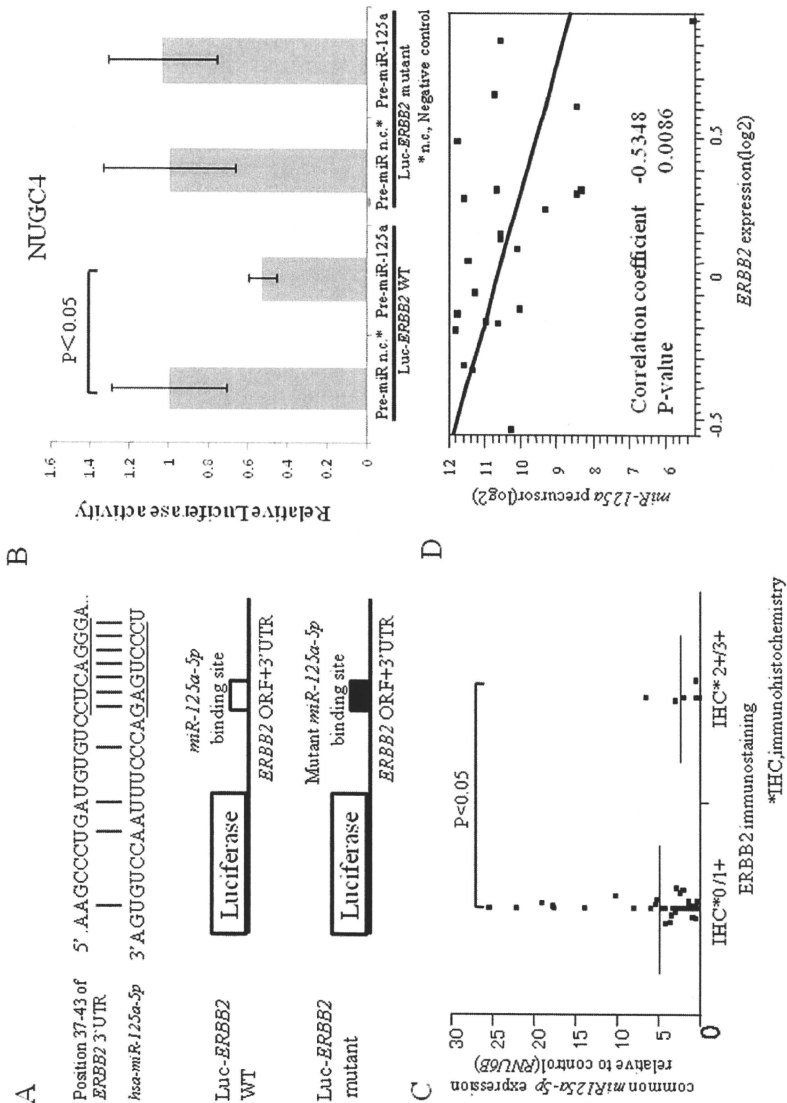 A
Position 37-43 of
ERBB2 3'UTR
5' .AAGCCCUGAUGUGUCCUCAGGGA..
hsa-miR-125a-5p
3'AGUGUCCAAUUUCCCAGAGUCCCU
Luc-ERBB2
WT
Luciferase
miR-125a-5p
binding site
ERBB2 ORF+3'UTR
Luc-ERBB2
mutant
Luciferase
Mutant miR-125a-5p
binding site
ERBB2 ORF+3'UTR
B
NUGC4
Relative Luciferase activity
1.6
1.4
1.2
1
0.8
0.6
0.4
0.2
0
P<0.05
Pre-miR n.c.* Pre-miR-125a
Luc-ERBB2 WT
Pre-miR n.c.* Pre-miR-125a
Luc-ERBB2 mutant
* n.c., Negative control
C
common miR125a-5p expression
relative to control(RNU6B)
30
25
20
15
10
5
0
P<0.05
IHC*0/1+
IHC* 2+/3+
ERBB2 immunostaining
*IHC,immunohistochemistry
D
miR-125a precursor(log2)
12
11
10
9
8
7
6
Correlation coefficient -0.5348
P-value 0.0086
-0.5
0
0.5
ERBB2 expression(log2)